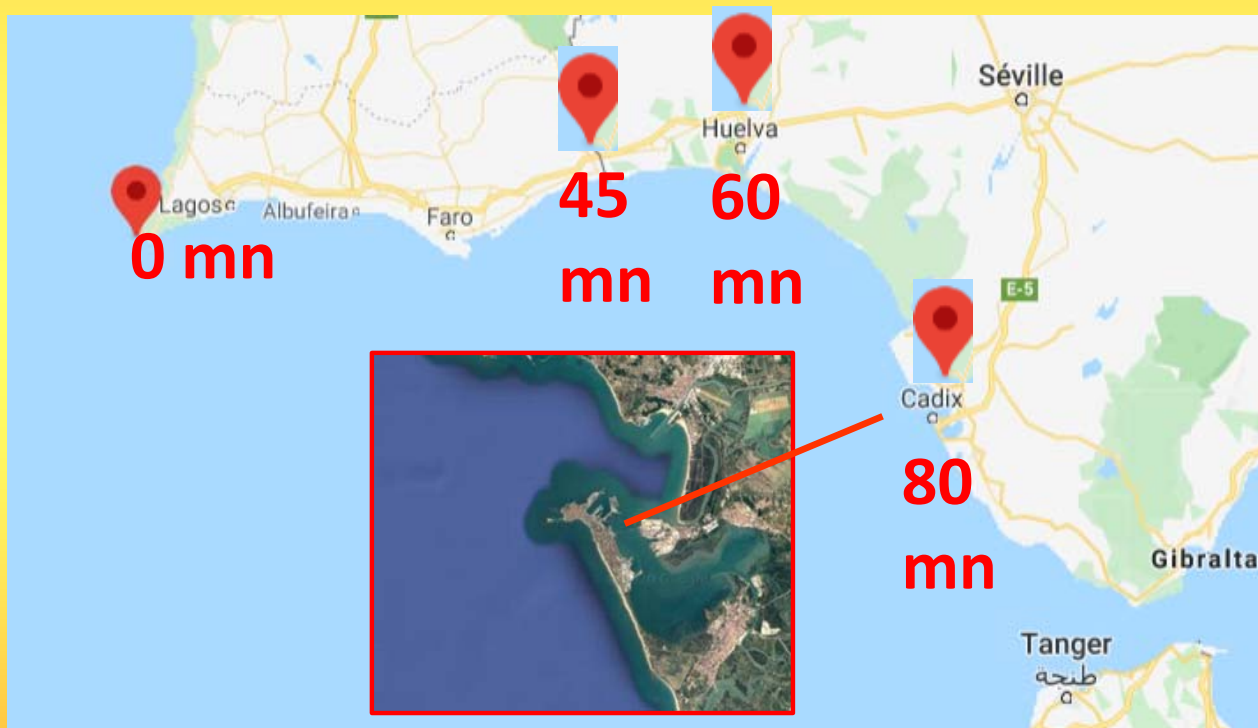 Séville
Huelva
Lagos
Albufeira
Faro
0 mn
45
mn
60
mn
E-5
Cadix
80
mn
Gibralta
Tanger
طنجة